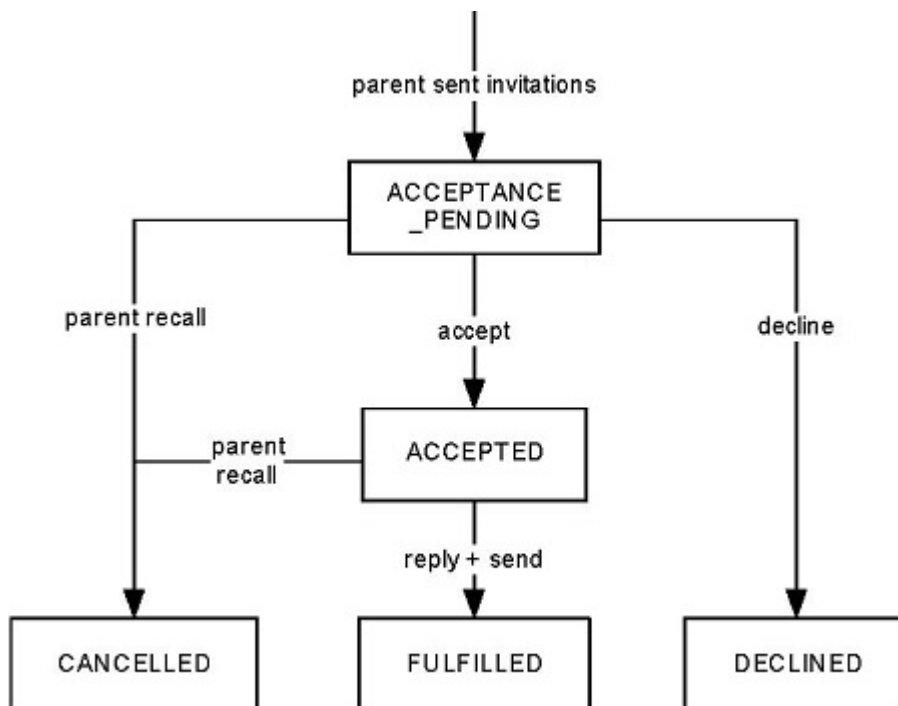 parent sent invitations
ACCEPTANCE
_PENDING
parent recall
accept
decline
parent
recall
ACCEPTED
reply + send
CANCELLED
FULFILLED
DECLINED